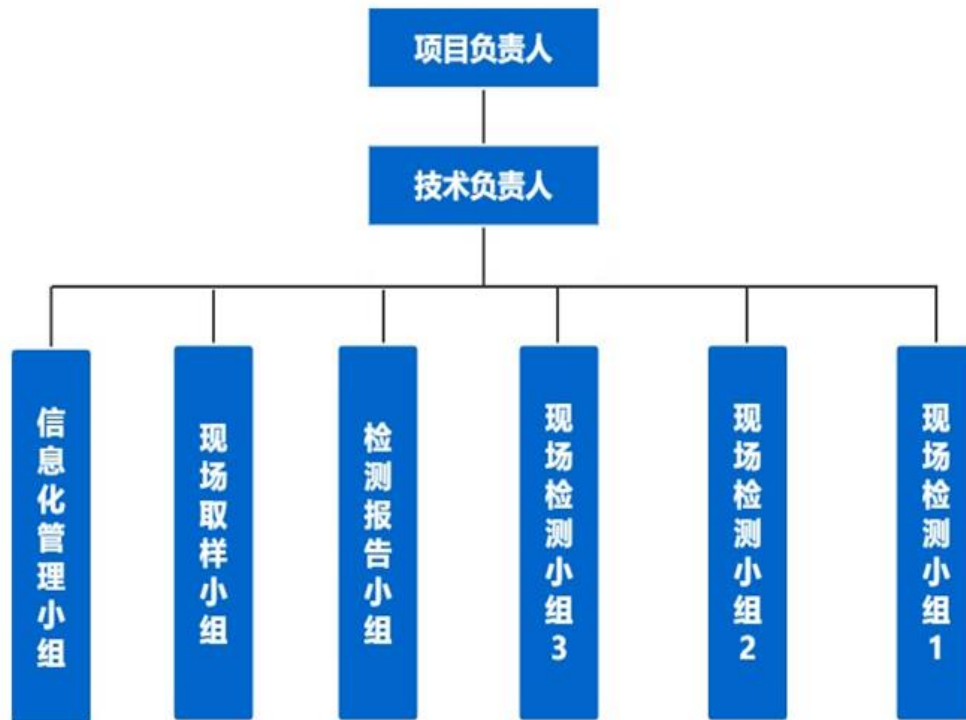 项目负责人
技术负责人
信息化管理小组
现场取样小组
检测报告小组
现场检测小组3
现场检测小组2
现场检测小组1